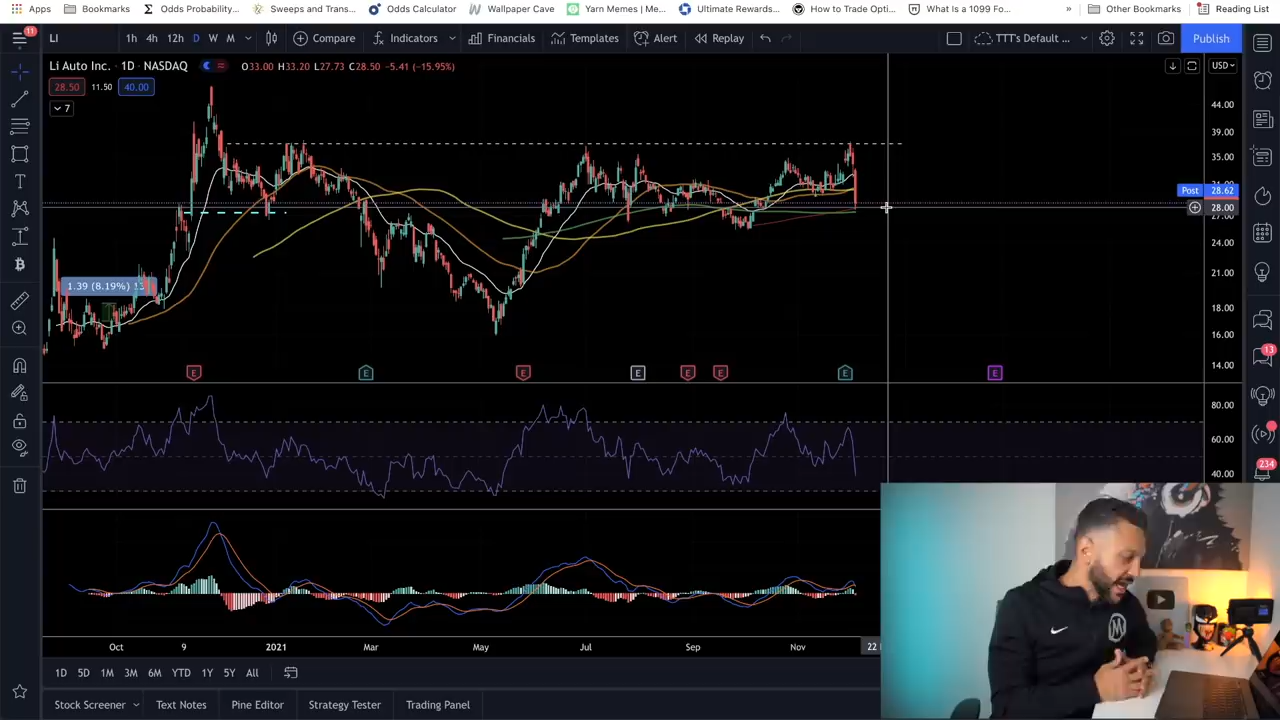 Apps Bookmarks Odds Probability... Sweeps and Trans... Odds Calculator Wallpaper Cave Yarn Memes | Me... Ultimate Rewards... How to Trade Opti... What Is a 1099 Fo... » Other Bookmarks Reading List
11
LI 1h 4h 12h D W M Compare Indicators Financials Templates Alert Replay TTT's Default ... Publish
Li Auto Inc. · 1D · NASDAQ O33.00 H33.20 L27.73 C28.50 -5.41 (-15.95%) USD
28.50 11.50 40.00
7
44.00
39.00
35.00
31.00
Post 28.62
28.00
27.00
24.00
21.00
1.39 (8.19%)
18.00
16.00
14.00
13
E E E E E E E E
80.00
60.00
40.00
234
Oct 9 2021 Mar May Jul Sep Nov 22
1D 5D 1M 3M 6M YTD 1Y 5Y All
Stock Screener Text Notes Pine Editor Strategy Tester Trading Panel